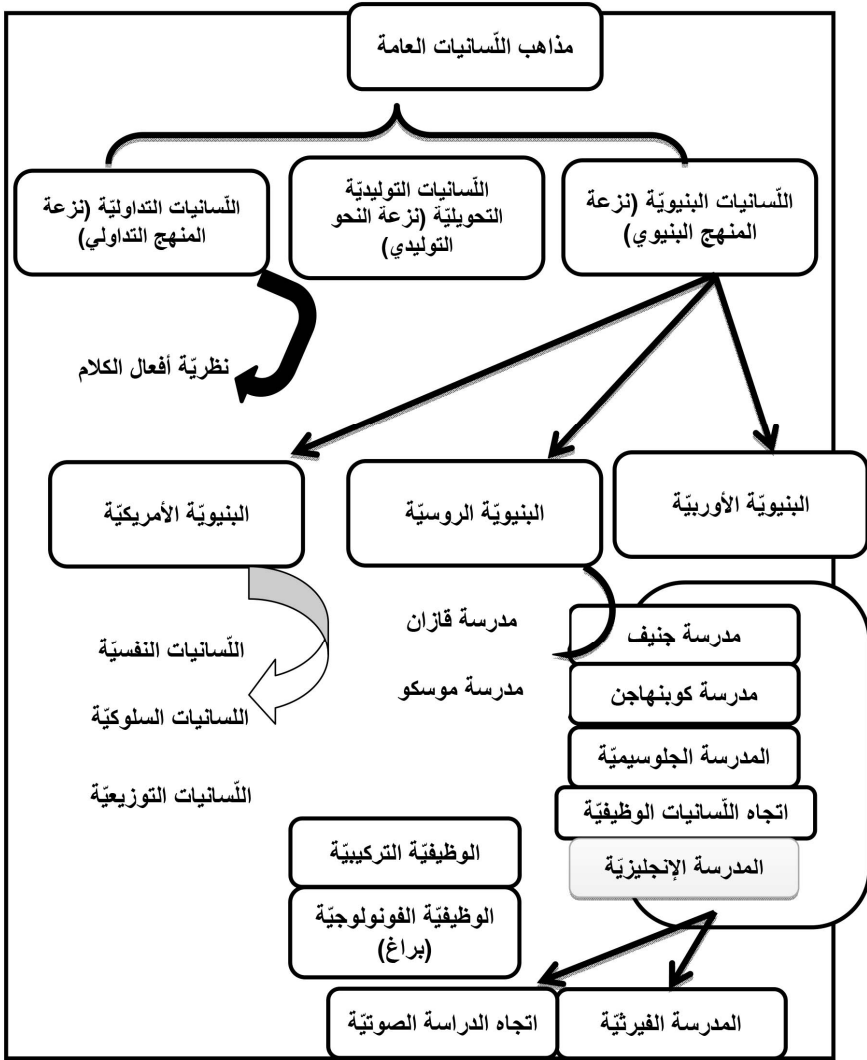 مذاهب اللّسانيات العامة
اللّسانيات البنيويّة (نزعة
المنهج البنيوي)
اللّسانيات التوليديّة
التحويليّة (نزعة النحو
التوليدي)
اللّسانيات التداوليّة (نزعة
المنهج التداولي)
نظريّة أفعال الكلام
البنيويّة الأوربيّة
البنيويّة الروسيّة
البنيويّة الأمريكيّة
مدرسة جنيف
مدرسة كوبنهاجن
المدرسة الجلوسيميّة
اتجاه اللّسانيات الوظيفيّة
المدرسة الإنجليزيّة
مدرسة قازان
مدرسة موسكو
اللّسانيات النفسيّة
اللسانيات السلوكيّة
اللّسانيات التوزيعيّة
الوظيفيّة التركيبيّة
الوظيفيّة الفونولوجيّة
(براغ)
المدرسة الفيرثيّة
اتجاه الدراسة الصوتيّة